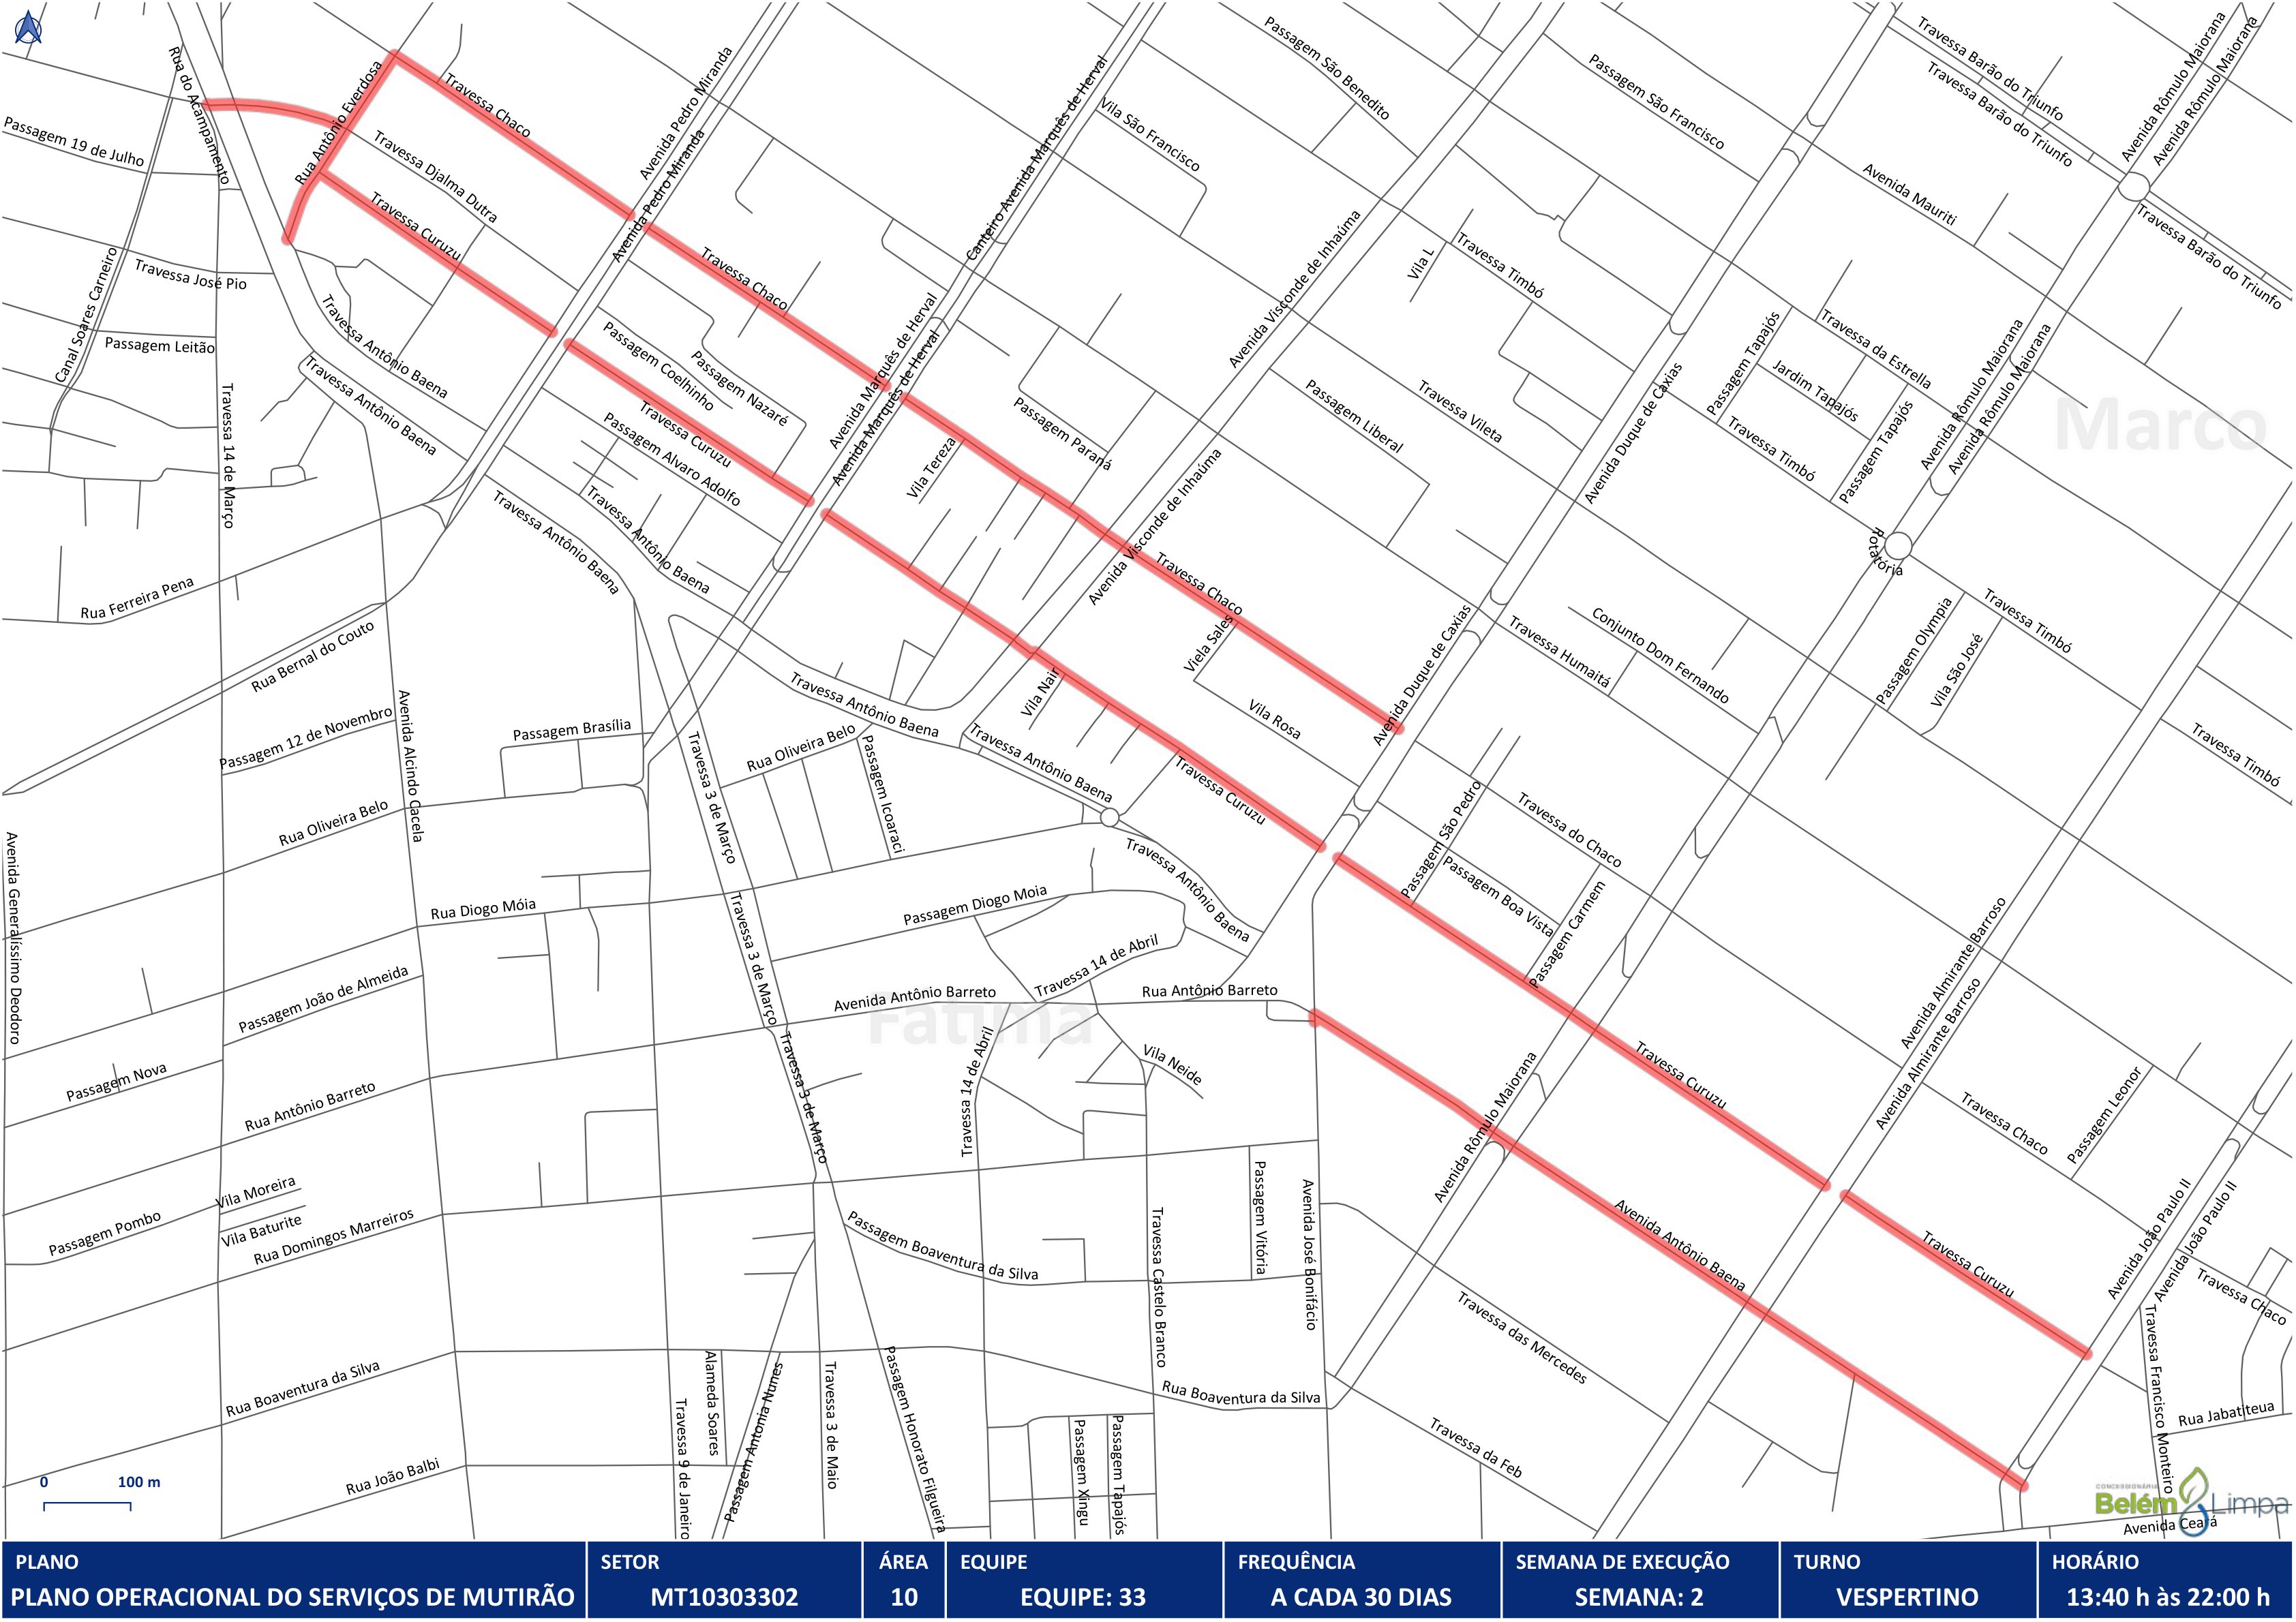 Rua do Acampamento
Rua Antônio Everdosa
Travessa Chaco
Avenida Pedro Miranda
Avenida Pedro Miranda
Canteiro Avenida Marquês de Herval
Vila São Francisco
Passagem São Benedito
Passagem São Francisco
Travessa Barão do Triunfo
Travessa Barão do Triunfo
Avenida Rômulo Maiorana
Avenida Rômulo Maiorana
Passagem 19 de Julho
Travessa Djalma Dutra
Travessa Curuzu
Avenida Mauriti
Travessa Barão do Triunfo
Travessa José Pio
Canal Soares Carneiro
Passagem Leitão
Travessa Chaco
Avenida Visconde de Inhaúma
Vila L
Travessa Timbó
Travessa Antônio Baena
Travessa Antônio Baena
Passagem Coelhinho
Passagem Nazaré
Avenida Marquês de Herval
Avenida Marquês de Herval
Passagem Tapajós
Travessa da Estrella
Jardim Tapajós
Passagem Tapajós
Travessa Timbó
Avenida Rômulo Maiorana
Avenida Rômulo Maiorana
Marco
Travessa 14 de Março
Travessa Curuzu
Passagem Alvaro Adolfo
Vila Tereza
Passagem Paraná
Passagem Liberal
Travessa Vileta
Avenida Duque de Caxias
Travessa Antônio Baena
Travessa Antônio Baena
Avenida Visconde de Inhaúma
Travessa Chaco
Rotatória
Rua Ferreira Pena
Rua Bernal do Couto
Viela Sales
Avenida Duque de Caxias
Travessa Humaitá
Conjunto Dom Fernando
Passagem Olympia
Vila São José
Travessa Timbó
Travessa Timbó
Passagem 12 de Novembro
Avenida Alcindo Cacela
Passagem Brasília
Travessa 3 de Março
Travessa Antônio Baena
Vila Nair
Vila Rosa
Rua Oliveira Belo
Passagem Icoaraci
Travessa Antônio Baena
Travessa Curuzu
Rua Oliveira Belo
Avenida Generalíssimo Deodoro
Passagem São Pedro
Travessa do Chaco
Passagem Boa Vista
Passagem Carmem
Travessa Antônio Baena
Rua Diogo Móia
Passagem Diogo Moia
Travessa 3 de Março
Travessa 14 de Abril
Avenida Almirante Barroso
Avenida Almirante Barroso
Passagem João de Almeida
Avenida Antônio Barreto
Rua Antônio Barreto
Fatima
Travessa 3 de Março
Travessa 14 de Abril
Vila Neide
Passagem Nova
Rua Antônio Barreto
Avenida Rômulo Maiorana
Travessa Curuzu
Travessa Chaco
Passagem Leonor
Vila Moreira
Passagem Pombo
Vila Baturite
Rua Domingos Marreiros
Passagem Boaventura da Silva
Travessa Castelo Branco
Passagem Vitória
Avenida José Bonifácio
Avenida Antônio Baena
Travessa Curuzu
Avenida João Paulo II
Avenida João Paulo II
Travessa Chaco
Travessa das Mercedes
Rua Boaventura da Silva
Alameda Soares
Travessa 9 de Janeiro
Passagem Antonia Nunes
Travessa 3 de Maio
Passagem Honorato Filgueira
Rua Boaventura da Silva
Passagem Xingu
Passagem Tapajós
Travessa da Feb
Travessa Francisco Monteiro
Rua Jabatiteua
Rua João Balbi
0 100 m
CONCESSIONÁRIA
Belém Limpa
Avenida Ceará
PLANO
PLANO OPERACIONAL DO SERVIÇOS DE MUTIRÃO
SETOR
MT10303302
ÁREA
10
EQUIPE
EQUIPE: 33
FREQUÊNCIA
A CADA 30 DIAS
SEMANA DE EXECUÇÃO
SEMANA: 2
TURNO
VESPERTINO
HORÁRIO
13:40 h às 22:00 h